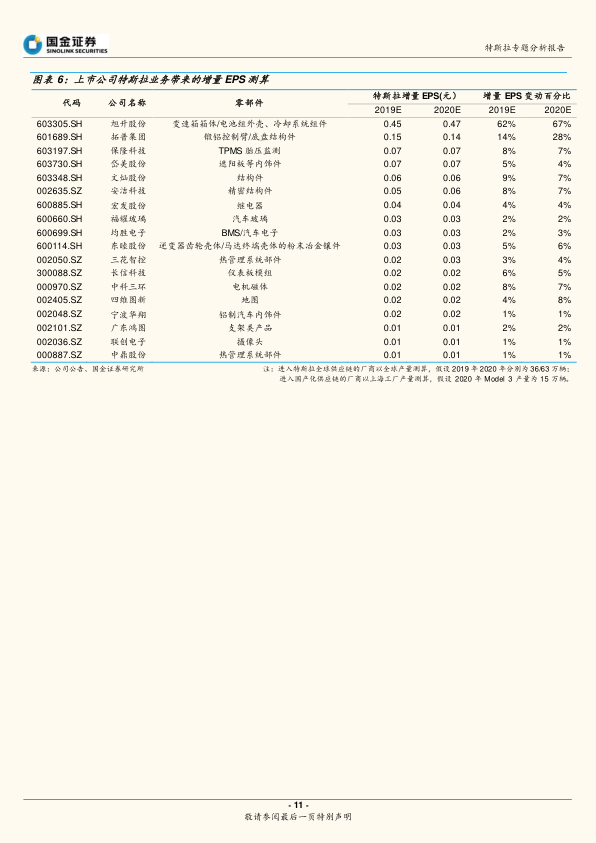 国金证券
SINOLINK SECURITIES
特斯拉专题分析报告
图表 6：上市公司特斯拉业务带来的增量 EPS 测算
代码 公司名称 零部件 特斯拉增量 EPS(元) 增量 EPS 变动百分比
2019E 2020E 2019E 2020E
603305.SH 旭升股份 变速箱箱体/电池组外壳、冷却系统组件 0.45 0.47 62% 67%
601689.SH 拓普集团 锻铝控制臂/底盘结构件 0.15 0.14 14% 28%
603197.SH 保隆科技 TPMS 胎压监测 0.07 0.07 8% 7%
603730.SH 岱美股份 遮阳板等内饰件 0.07 0.07 5% 4%
603348.SH 文灿股份 结构件 0.06 0.06 9% 7%
002635.SZ 安洁科技 精密结构件 0.05 0.06 8% 7%
600885.SH 宏发股份 继电器 0.04 0.04 4% 4%
600660.SH 福耀玻璃 汽车玻璃 0.03 0.03 2% 2%
600699.SH 均胜电子 BMS/汽车电子 0.03 0.03 2% 3%
600114.SH 东睦股份 逆变器齿轮壳体/马达终端壳体的粉末冶金镶件 0.03 0.03 5% 6%
002050.SZ 三花智控 热管理系统部件 0.02 0.03 3% 4%
300088.SZ 长信科技 仪表板模组 0.02 0.02 6% 5%
000970.SZ 中科三环 电机磁体 0.02 0.02 8% 7%
002405.SZ 四维图新 地图 0.02 0.02 4% 8%
002048.SZ 宁波华翔 铝制汽车内饰件 0.02 0.02 1% 1%
002101.SZ 广东鸿图 支架类产品 0.01 0.01 2% 2%
002036.SZ 联创电子 摄像头 0.01 0.01 1% 1%
000887.SZ 中鼎股份 热管理系统部件 0.01 0.01 1% 1%
来源：公司公告、国金证券研究所 注：进入特斯拉全球供应链的厂商以全球产量测算，假设 2019 年 2020 年分别为 36/63 万辆；
进入国产化供应链的厂商以上海工厂产量测算，假设 2020 年 Model 3 产量为 15 万辆。
- 11 -
敬请参阅最后一页特别声明